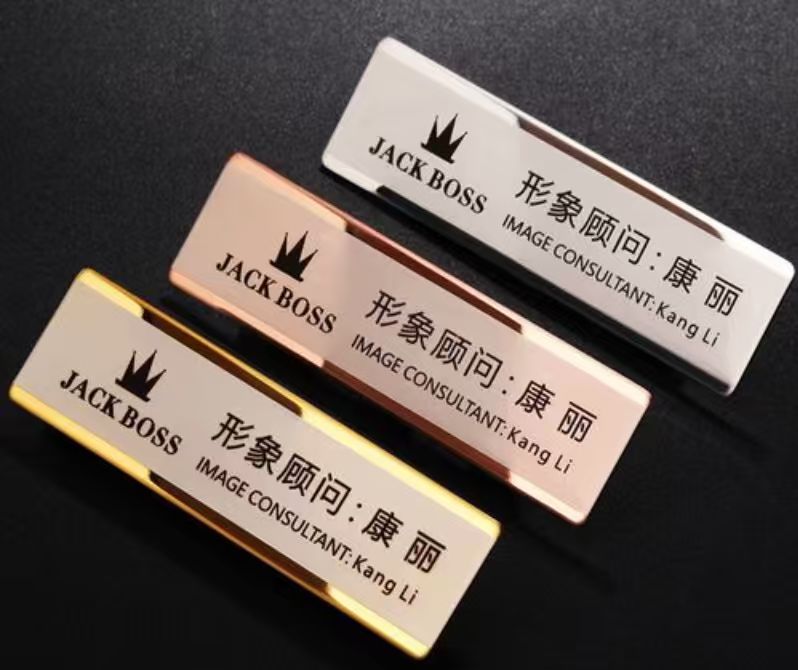 JACK BOSS
形象顾问:康 丽
IMAGE CONSULTANT:Kang Li
JACK BOSS
形象顾问:康 丽
IMAGE CONSULTANT:Kang Li
JACK BOSS
形象顾问:康 丽
IMAGE CONSULTANT:Kang Li